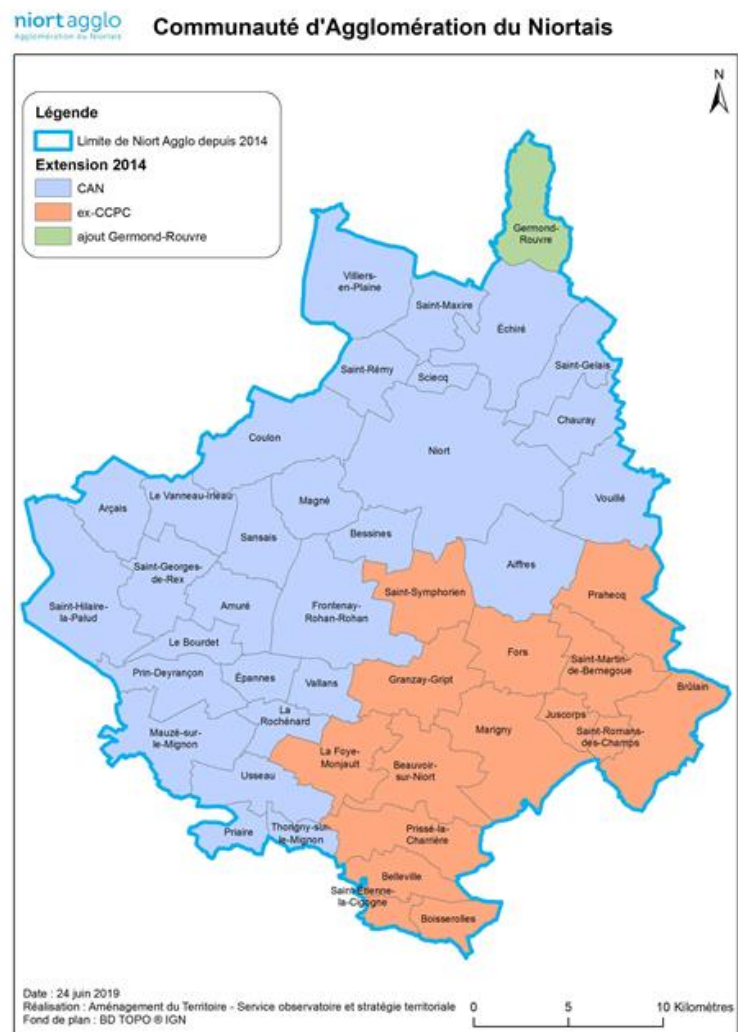 niortagglo
Agglomération du Niortais
Communauté d'Agglomération du Niortais
N
Légende
Limite de Niort Agglo depuis 2014
Extension 2014
CAN
ex-CCPC
ajout Germond-Rouvre
Germond-
Rouvre
Villiers-
en-Plaine
Saint-Maxire
Échiré
Saint-Rémy
Sciecq
Saint-Gelais
Chauray
Coulon
Niort
Vouillé
Arçais
Le Vanneau-Irleau
Magné
Sansais
Bessines
Aiffres
Saint-Georges-
de-Rex
Saint-Symphorien
Prahecq
Saint-Hilaire-
la-Palud
Amuré
Frontenay-
Rohan-Rohan
Le Bourdet
Fors
Saint-Martin-
de-Bernegoue
Prin-Deyrançon
Épannes
Vallans
Granzay-Gript
Brûlain
La
Rochénard
Juscorps
Mauzé-sur-
le-Mignon
Marigny
Saint-Romans-
des-Champs
La Foye-
Monjault
Beauvoir-
sur-Niort
Usseau
Priaire
Thorigny-sur-
le-Mignon
Prissé-la-
Charrière
Belleville
Saint-Étienne-
la-Cigogne
Boisserolles
Date : 24 juin 2019
Réalisation : Aménagement du Territoire - Service observatoire et stratégie territoriale
Fond de plan : BD TOPO ® IGN
0 5 10 Kilomètres